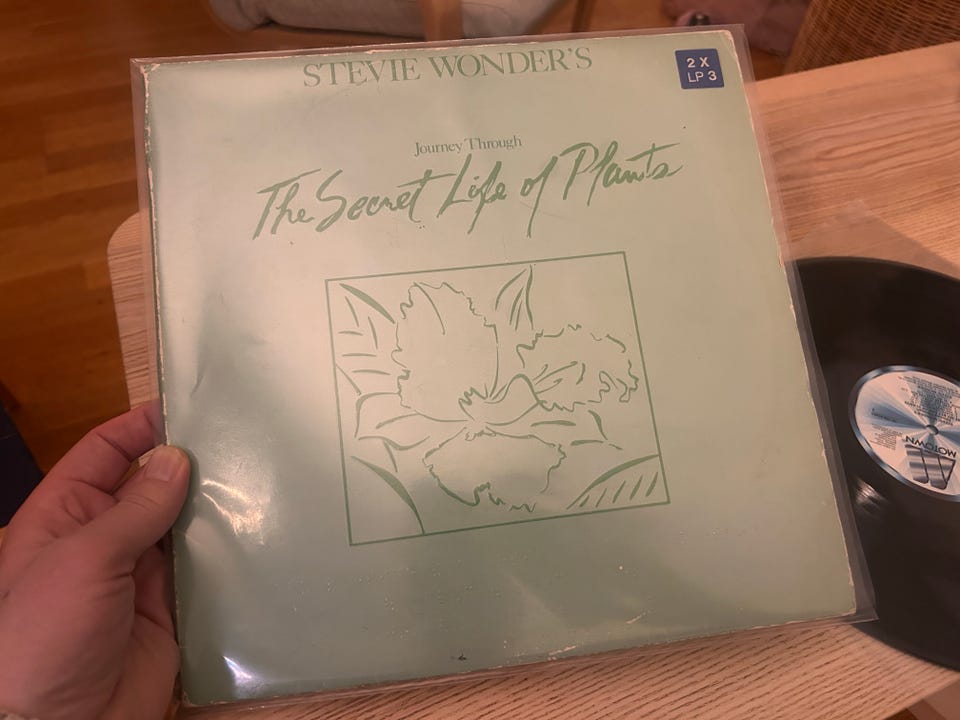 STEVIE WONDER'S
2 X
LP 3
Journey Through
The Secret Life of Plants
MOTOWN